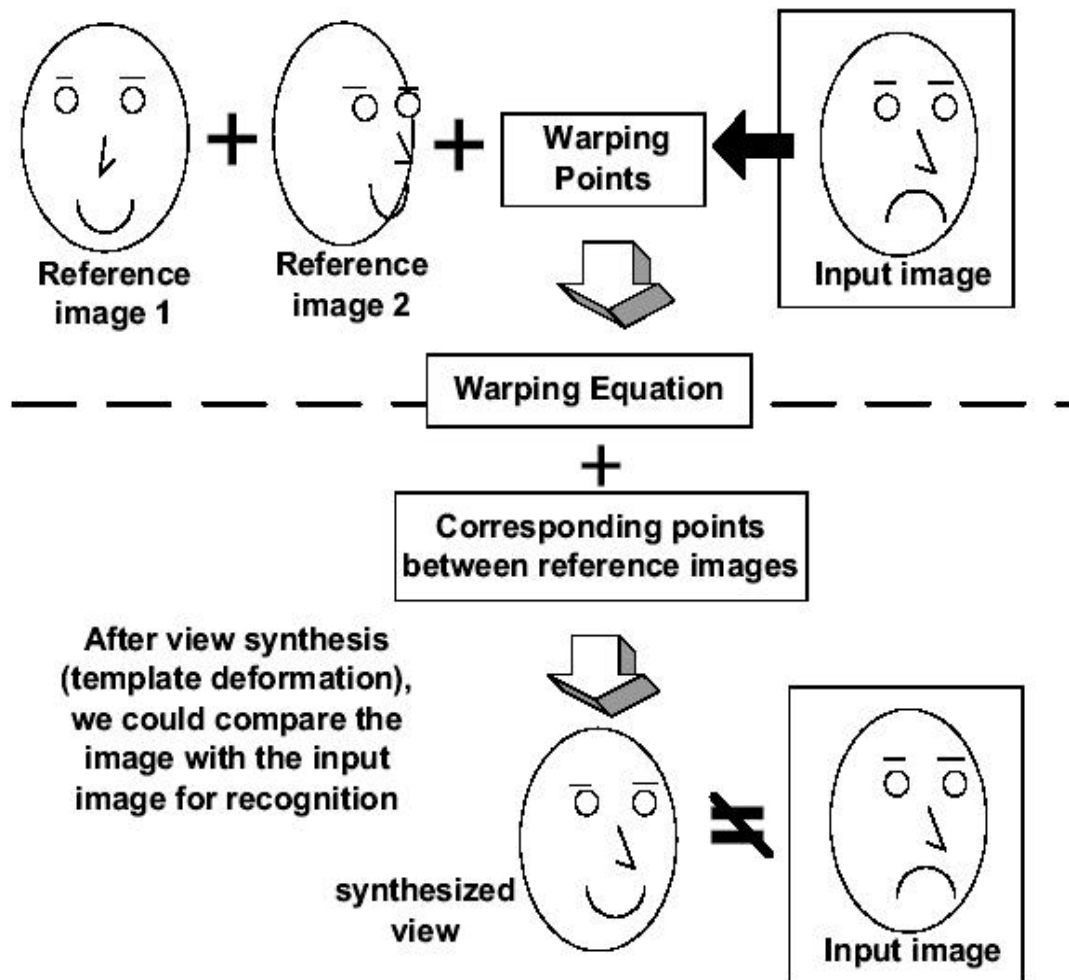 Reference
image 1
Reference
image 2
Warping
Points
Input image
Warping Equation
Corresponding points
between reference images
After view synthesis
(template deformation),
we could compare the
image with the input
image for recognition
synthesized
view
Input image